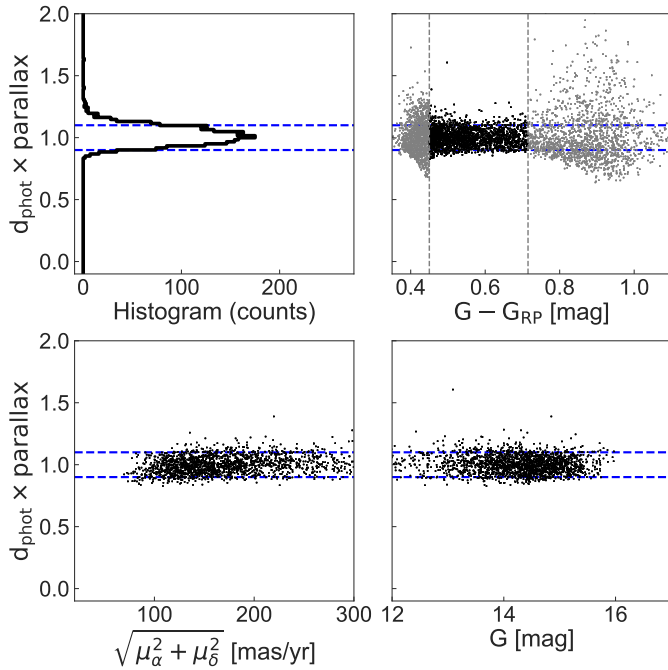 2.0
1.5
1.0
0.5
0.0
d_phot × parallax
0 100 200
Histogram (counts)
0.4 0.6 0.8 1.0
G − G_RP [mag]
2.0
1.5
1.0
0.5
0.0
d_phot × parallax
100 200 300
√(μ_α² + μ_δ²) [mas/yr]
12 14 16
G [mag]